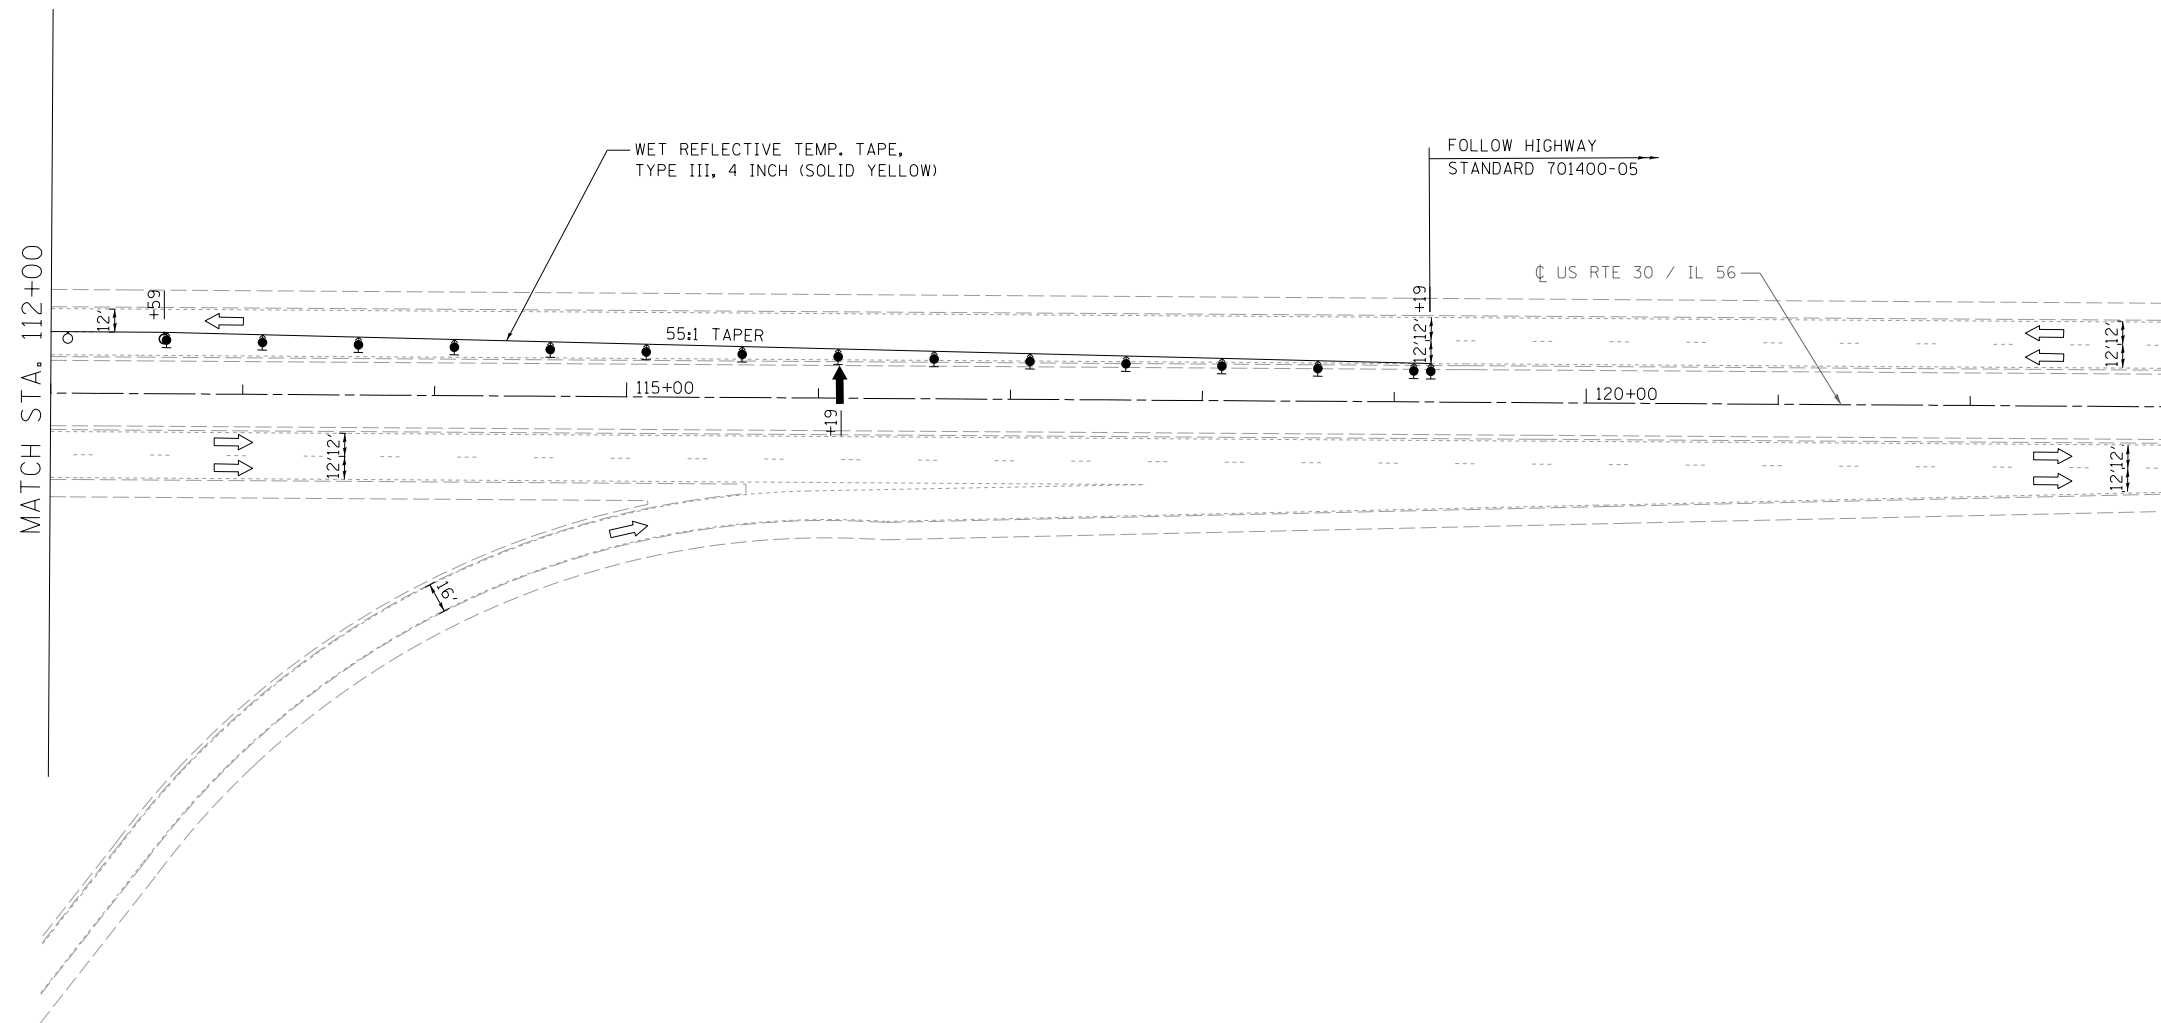 WET REFLECTIVE TEMP. TAPE,
TYPE III, 4 INCH (SOLID YELLOW)
FOLLOW HIGHWAY
STANDARD 701400-05
℄ US RTE 30 / IL 56
MATCH STA. 112+00
12'
+59
55:1 TAPER
+19
12'
12'
12'
12'
115+00
120+00
+19
12'
12'
12'
12'
16'